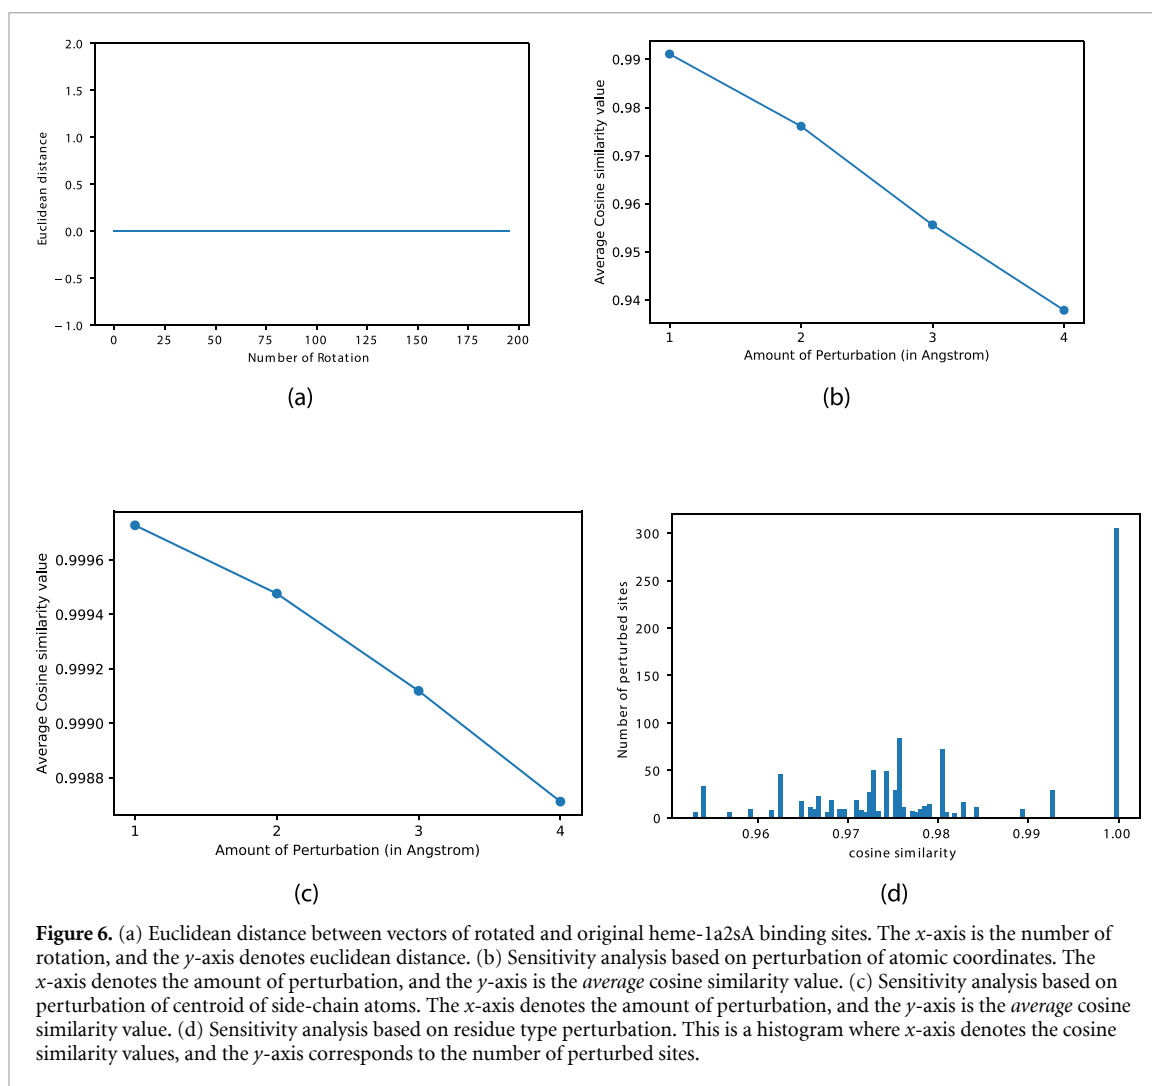 2.0
1.5
1.0
0.5
0.0
−0.5
−1.0
Euclidean distance
0 25 50 75 100 125 150 175 200
Number of Rotation
(a)
0.99
0.98
0.97
0.96
0.95
0.94
Average Cosine similarity value
1 2 3 4
Amount of Perturbation (in Angstrom)
(b)
0.9996
0.9994
0.9992
0.9990
0.9988
Average Cosine similarity value
1 2 3 4
Amount of Perturbation (in Angstrom)
(c)
300
250
200
150
100
50
0
Number of perturbed sites
0.96 0.97 0.98 0.99 1.00
cosine similarity
(d)
Figure 6. (a) Euclidean distance between vectors of rotated and original heme-1a2sA binding sites. The x-axis is the number of
rotation, and the y-axis denotes euclidean distance. (b) Sensitivity analysis based on perturbation of atomic coordinates. The
x-axis denotes the amount of perturbation, and the y-axis is the average cosine similarity value. (c) Sensitivity analysis based on
perturbation of centroid of side-chain atoms. The x-axis denotes the amount of perturbation, and the y-axis is the average cosine
similarity value. (d) Sensitivity analysis based on residue type perturbation. This is a histogram where x-axis denotes the cosine
similarity values, and the y-axis corresponds to the number of perturbed sites.